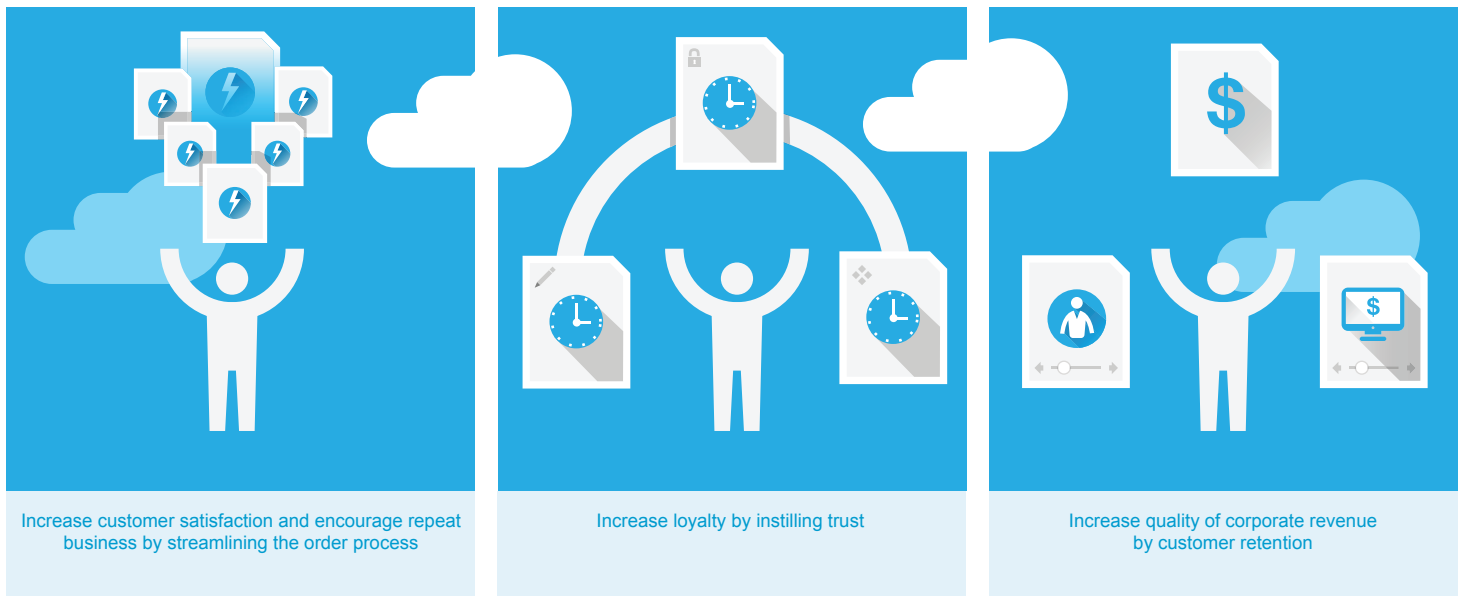 $
$
Increase customer satisfaction and encourage repeat
business by streamlining the order process
Increase loyalty by instilling trust
Increase quality of corporate revenue
by customer retention